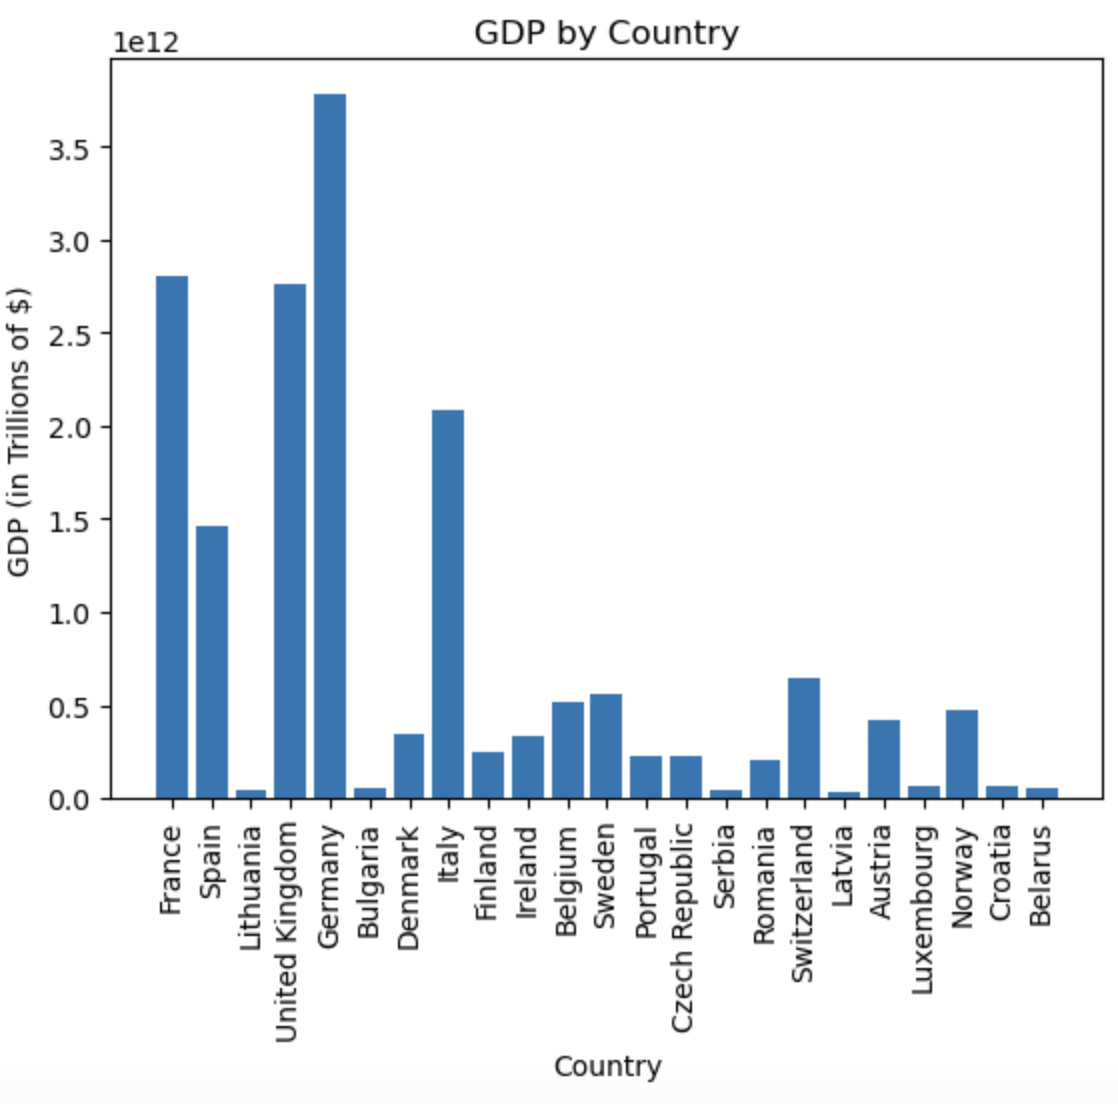 GDP by Country
1e12
GDP (in Trillions of $)
3.5
3.0
2.5
2.0
1.5
1.0
0.5
0.0
France
Spain
Lithuania
United Kingdom
Germany
Bulgaria
Denmark
Italy
Finland
Ireland
Belgium
Sweden
Portugal
Czech Republic
Serbia
Romania
Switzerland
Latvia
Austria
Luxembourg
Norway
Croatia
Belarus
Country